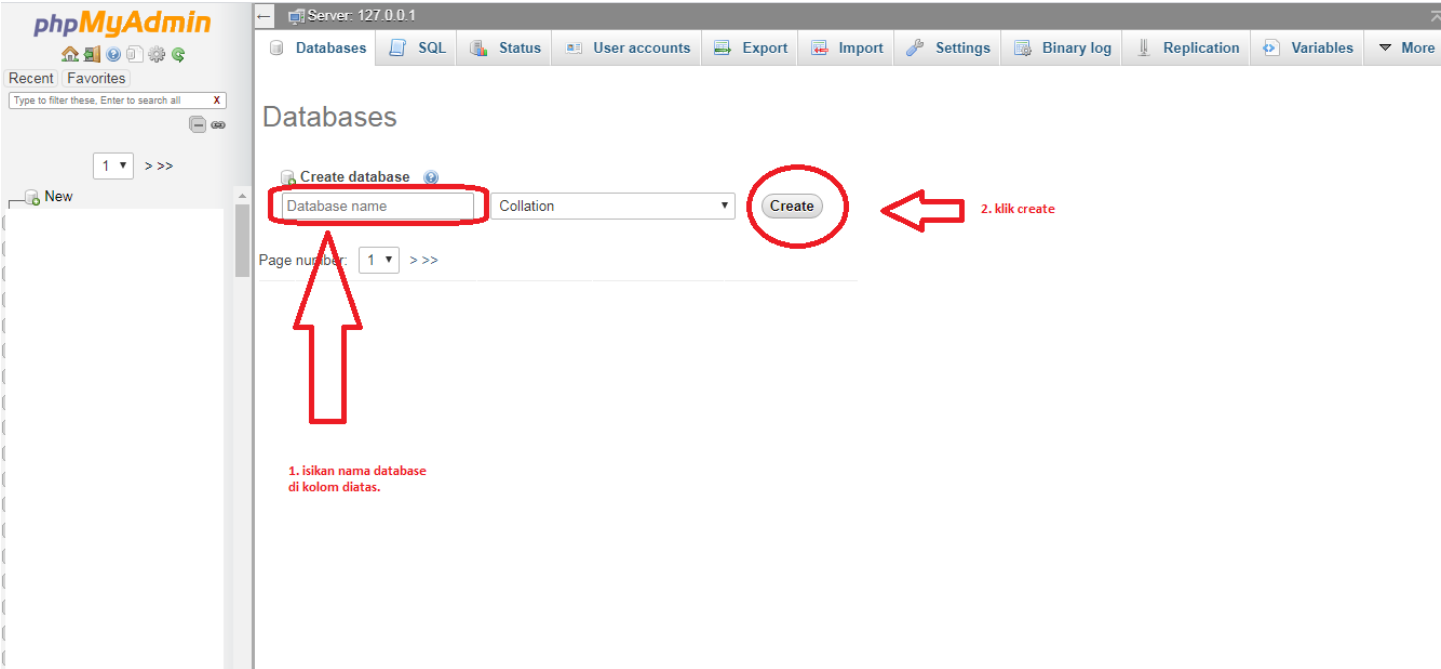 phpMyAdmin
Recent Favorites
Type to filter these, Enter to search all X
1 > >>
New
Server: 127.0.0.1
Databases SQL Status User accounts Export Import Settings Binary log Replication Variables More
Databases
Create database
Database name Collation Create
2. klik create
Page number: 1 > >>
1. isikan nama database
di kolom diatas.